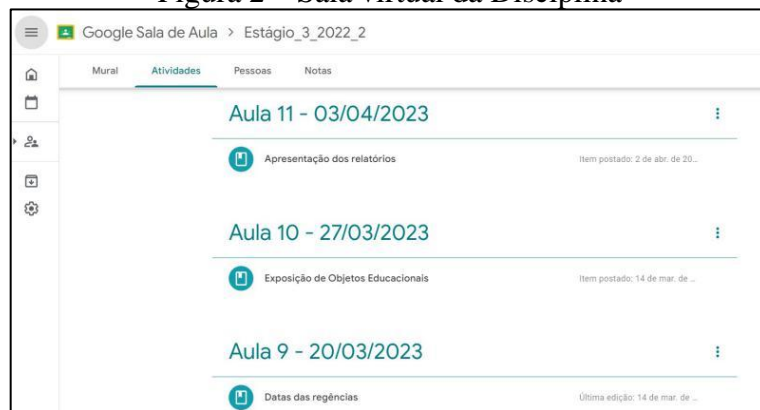 Figura 2 – Sala virtual da Disciplina
Google Sala de Aula > Estágio_3_2022_2
Mural Atividades Pessoas Notas
Aula 11 - 03/04/2023
Apresentação dos relatórios Item postado: 2 de abr. de 20...
Aula 10 - 27/03/2023
Exposição de Objetos Educacionais Item postado: 14 de mar. de ...
Aula 9 - 20/03/2023
Datas das regências Última edição: 14 de mar. de ...